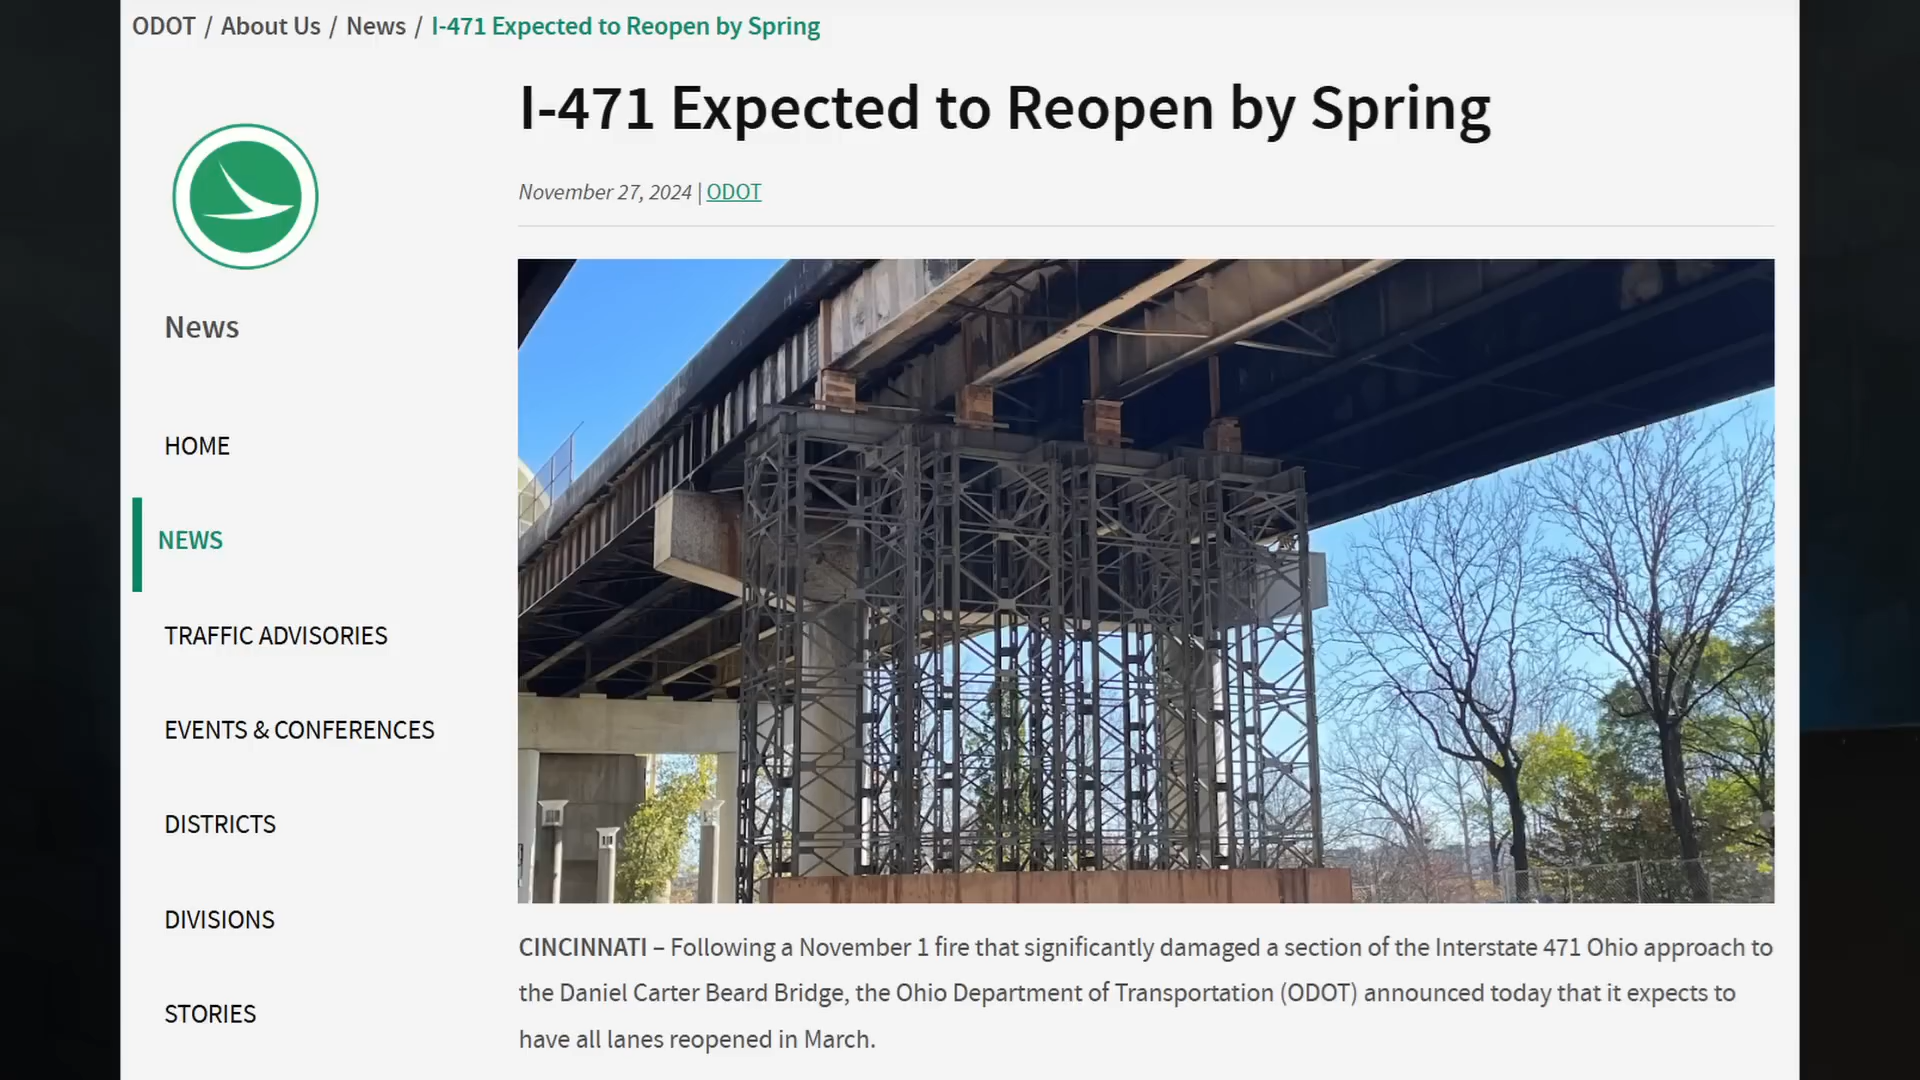 ODOT / About Us / News / I-471 Expected to Reopen by Spring
I-471 Expected to Reopen by Spring
November 27, 2024 | ODOT
News
HOME
NEWS
TRAFFIC ADVISORIES
EVENTS & CONFERENCES
DISTRICTS
DIVISIONS
STORIES
CINCINNATI – Following a November 1 fire that significantly damaged a section of the Interstate 471 Ohio approach to
the Daniel Carter Beard Bridge, the Ohio Department of Transportation (ODOT) announced today that it expects to
have all lanes reopened in March.